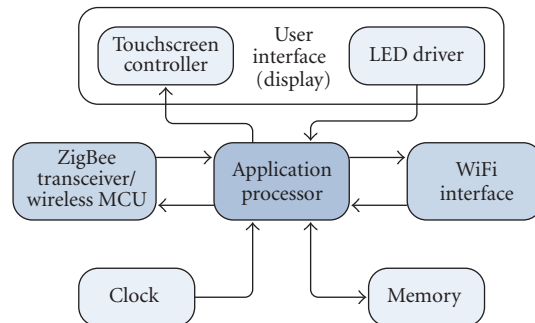 Touchscreen
controller
User
interface
(display)
LED driver
ZigBee
transceiver/
wireless MCU
Application
processor
WiFi
interface
Clock
Memory